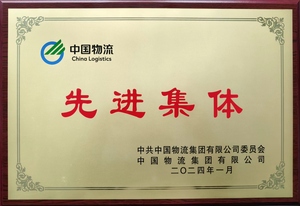 中国物流
China Logistics
先进集体
中共中国物流集团有限公司委员会
中国物流集团有限公司
二〇二四年一月